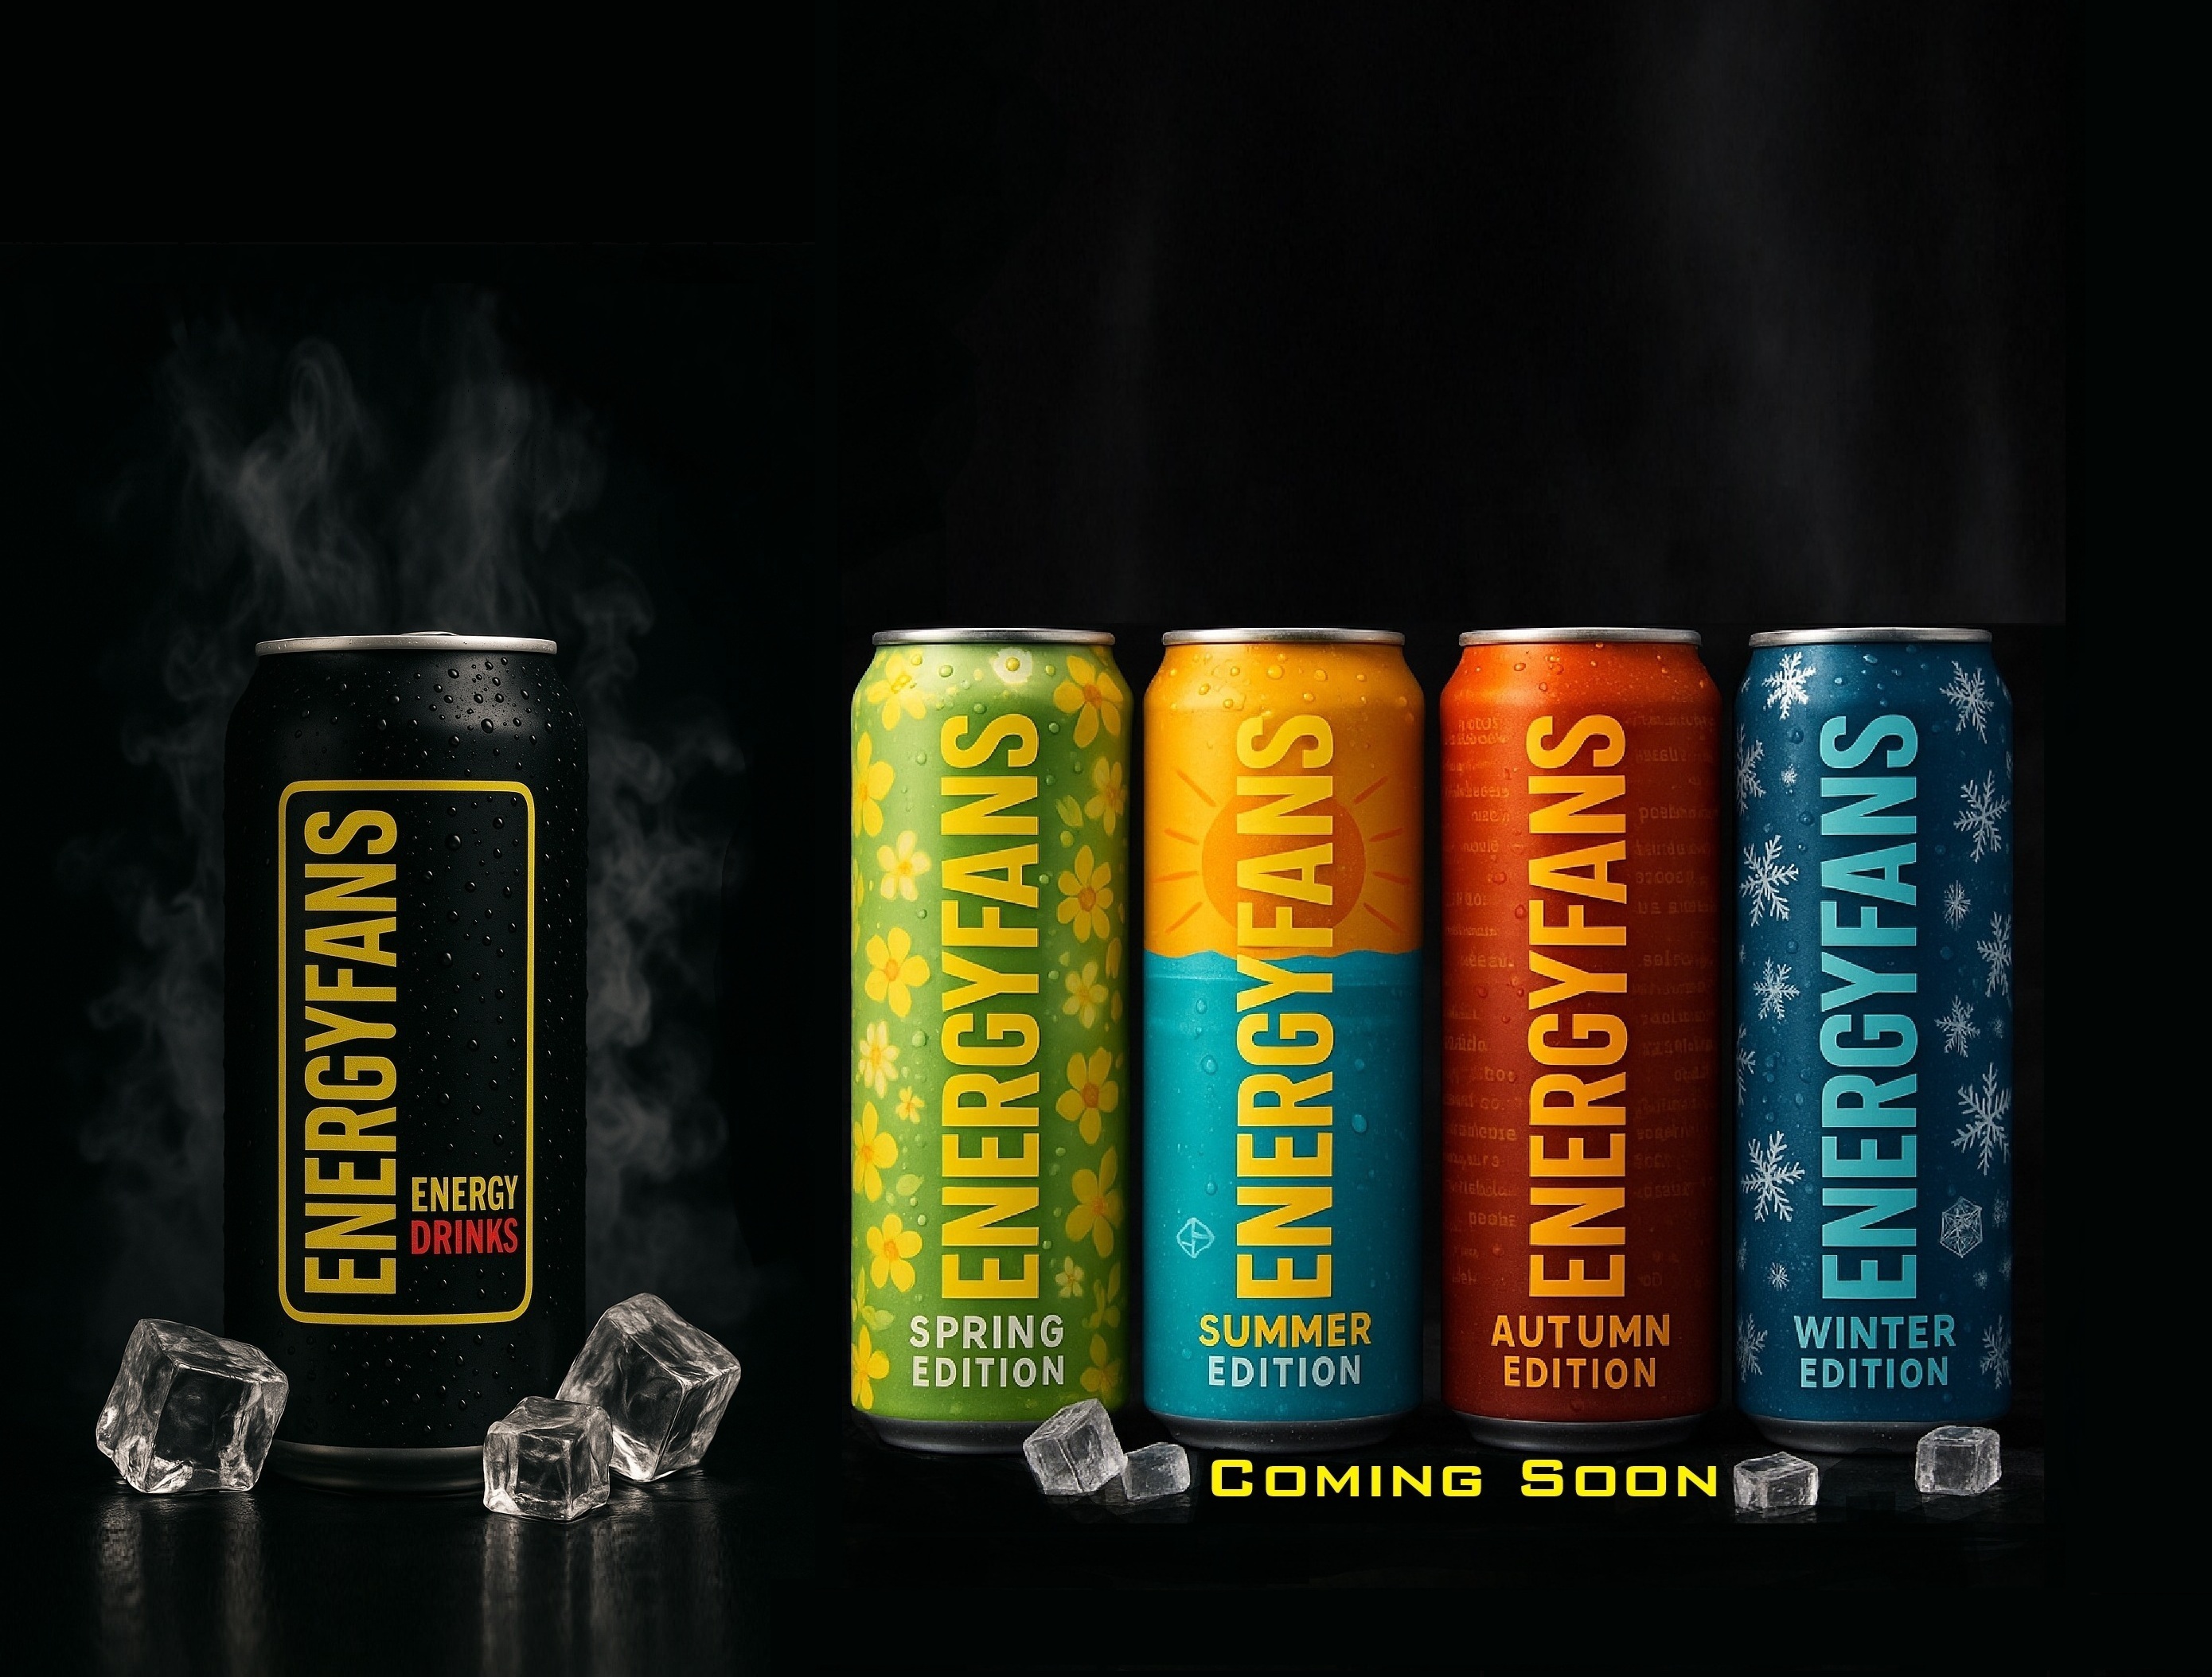 ENERGYFANS
ENERGY
DRINKS
ENERGYFANS
SPRING
EDITION
ENERGYFANS
SUMMER
EDITION
ENERGYFANS
AUTUMN
EDITION
ENERGYFANS
WINTER
EDITION
COMING SOON